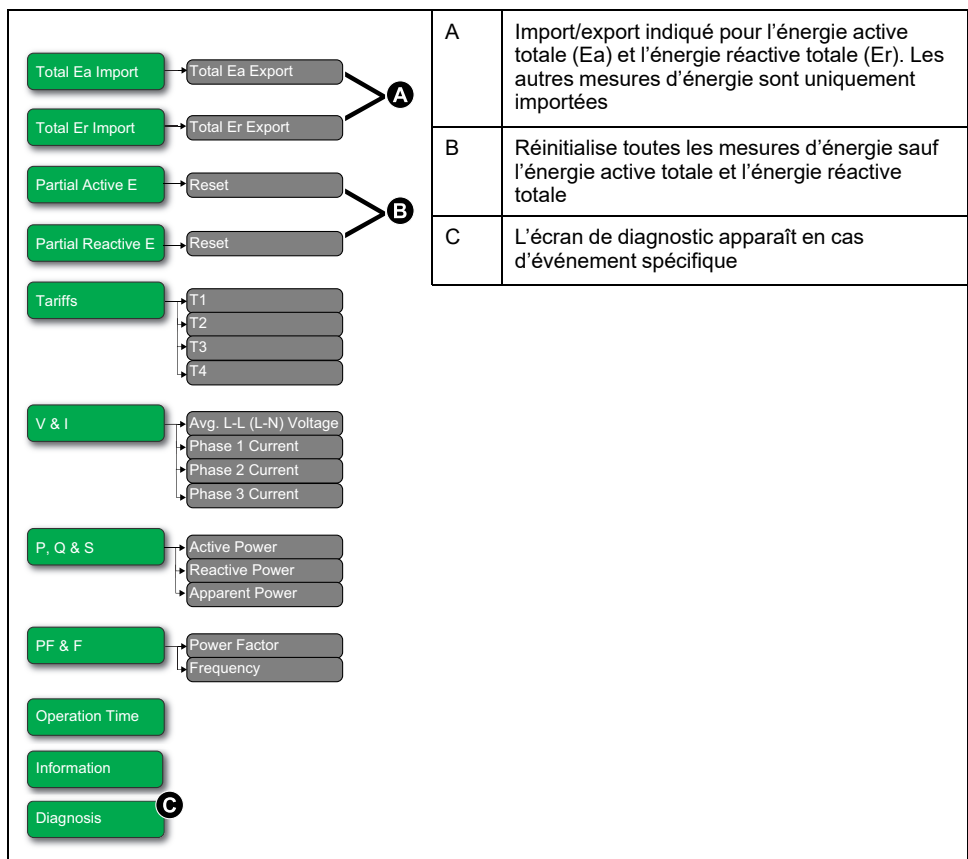 Total Ea Import
Total Ea Export
A
Total Er Import
Total Er Export
Partial Active E
Reset
B
Partial Reactive E
Reset
Tariffs
T1
T2
T3
T4
V & I
Avg. L-L (L-N) Voltage
Phase 1 Current
Phase 2 Current
Phase 3 Current
P, Q & S
Active Power
Reactive Power
Apparent Power
PF & F
Power Factor
Frequency
Operation Time
Information
Diagnosis
C
A
Import/export indiqué pour l’énergie active
totale (Ea) et l’énergie réactive totale (Er). Les
autres mesures d’énergie sont uniquement
importées
B
Réinitialise toutes les mesures d’énergie sauf
l’énergie active totale et l’énergie réactive
totale
C
L’écran de diagnostic apparaît en cas
d’événement spécifique